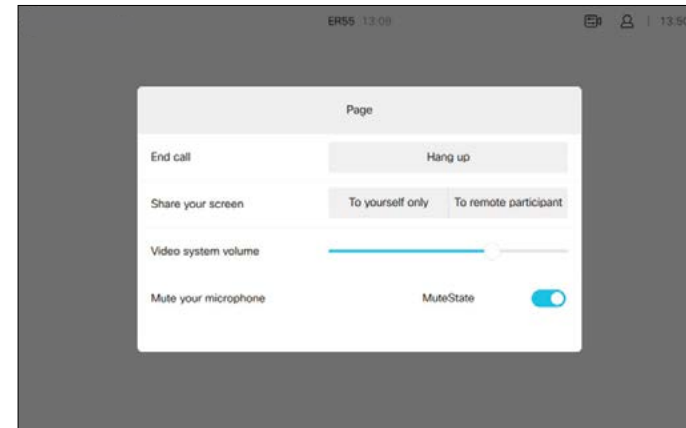 ER55 13:09 13:50
Page
End call Hang up
Share your screen To yourself only To remote participant
Video system volume
Mute your microphone MuteState